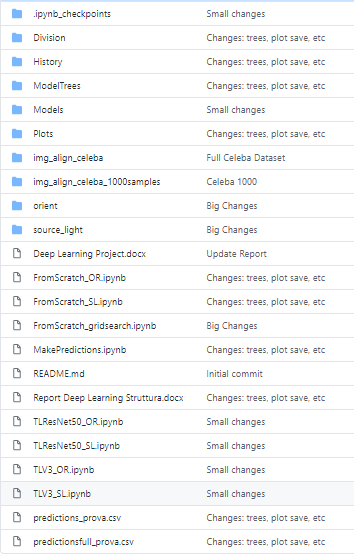 .ipynb_checkpoints Small changes
Division Changes: trees, plot save, etc
History Changes: trees, plot save, etc
ModelTrees Changes: trees, plot save, etc
Models Small changes
Plots Changes: trees, plot save, etc
img_align_celeba Full Celeba Dataset
img_align_celeba_1000samples Celeba 1000
orient Big Changes
source_light Big Changes
Deep Learning Project.docx Update Report
FromScratch_OR.ipynb Changes: trees, plot save, etc
FromScratch_SL.ipynb Changes: trees, plot save, etc
FromScratch_gridsearch.ipynb Big Changes
MakePredictions.ipynb Changes: trees, plot save, etc
README.md Initial commit
Report Deep Learning Struttura.docx Changes: trees, plot save, etc
TLResNet50_OR.ipynb Small changes
TLResNet50_SL.ipynb Small changes
TLV3_OR.ipynb Small changes
TLV3_SL.ipynb Small changes
predictions_prova.csv Changes: trees, plot save, etc
predictionsfull_prova.csv Changes: trees, plot save, etc